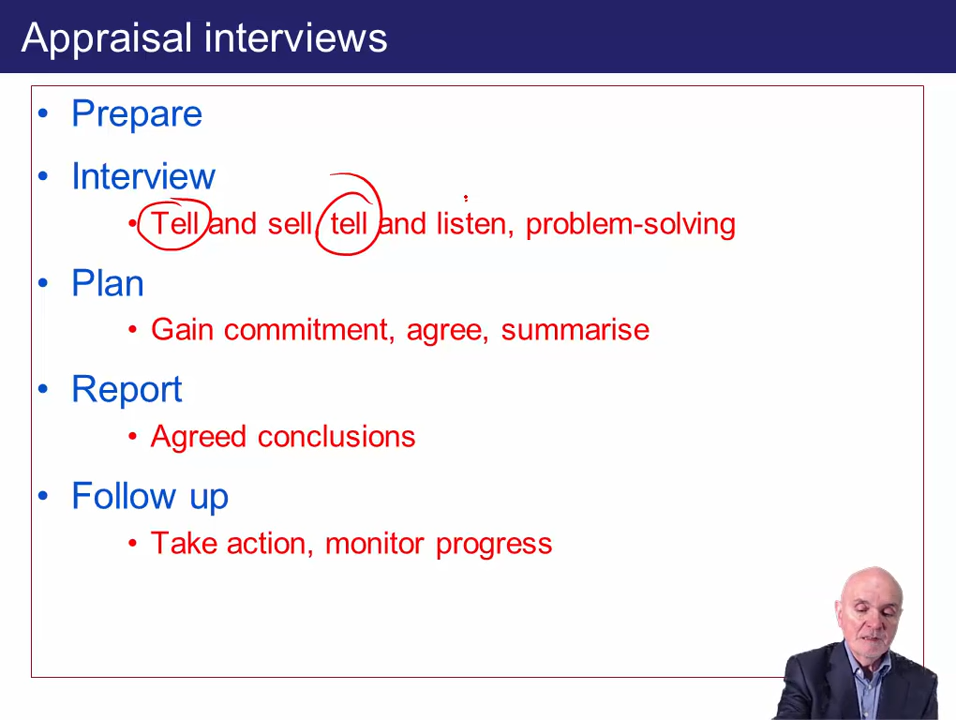 Appraisal interviews
• Prepare
• Interview
• Tell and sell, tell and listen, problem-solving
• Plan
• Gain commitment, agree, summarise
• Report
• Agreed conclusions
• Follow up
• Take action, monitor progress